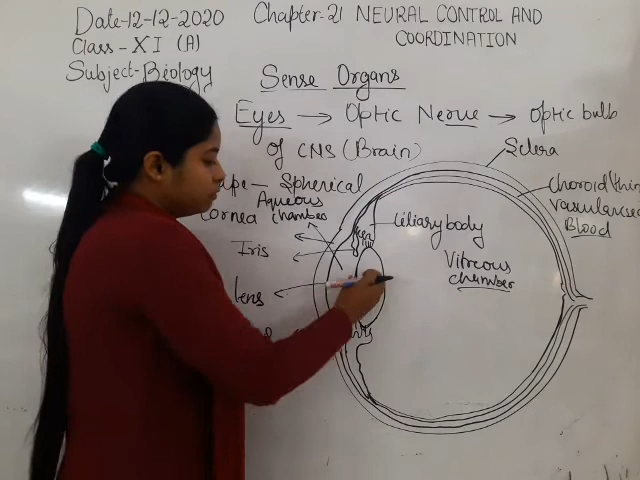 Date-12-12-2020
Chapter-21 NEURAL CONTROL AND
COORDINATION
Class-XI (A)
Subject-Biology
Sense Organs
Eyes → Optic Nerve → Optic bulb
of CNS (Brain)
Spherical
Sclera
Aqueous
chamber
Cornea
Iris
lens
Ciliary body
Vitreous
chamber
Choroid
Blood